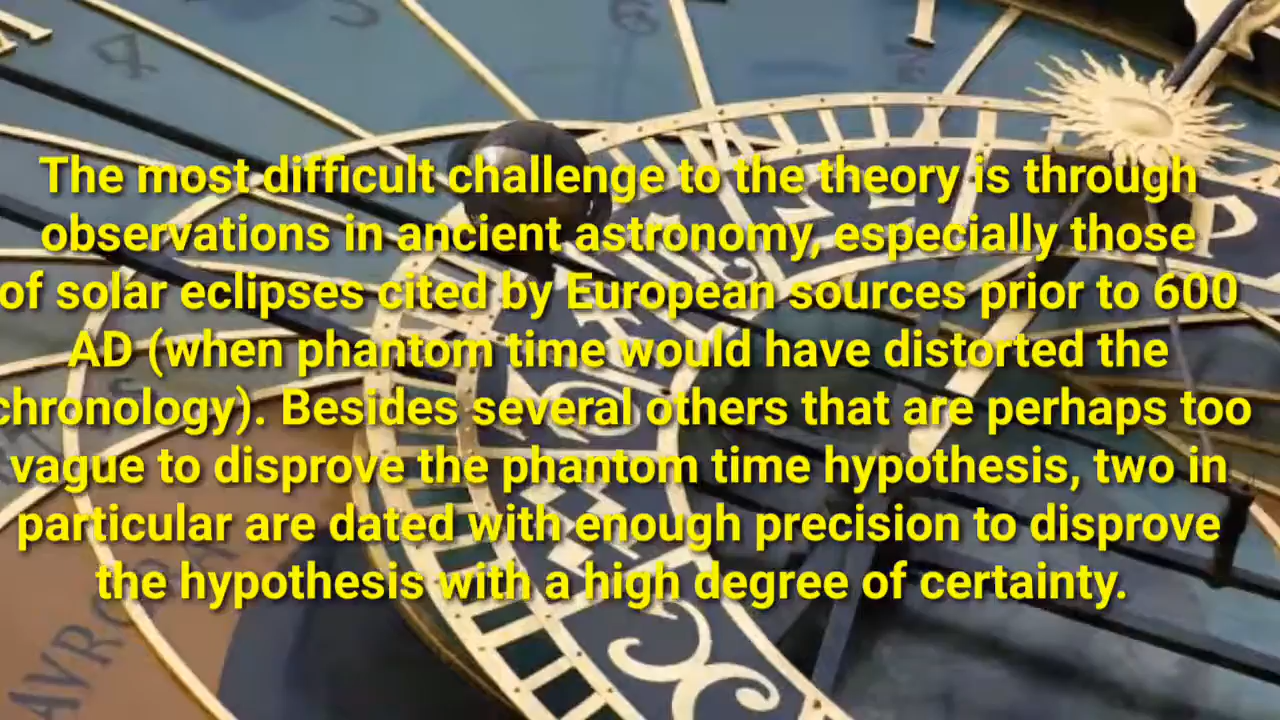 The most difficult challenge to the theory is through
observations in ancient astronomy, especially those
of solar eclipses cited by European sources prior to 600
AD (when phantom time would have distorted the
chronology). Besides several others that are perhaps too
vague to disprove the phantom time hypothesis, two in
particular are dated with enough precision to disprove
the hypothesis with a high degree of certainty.